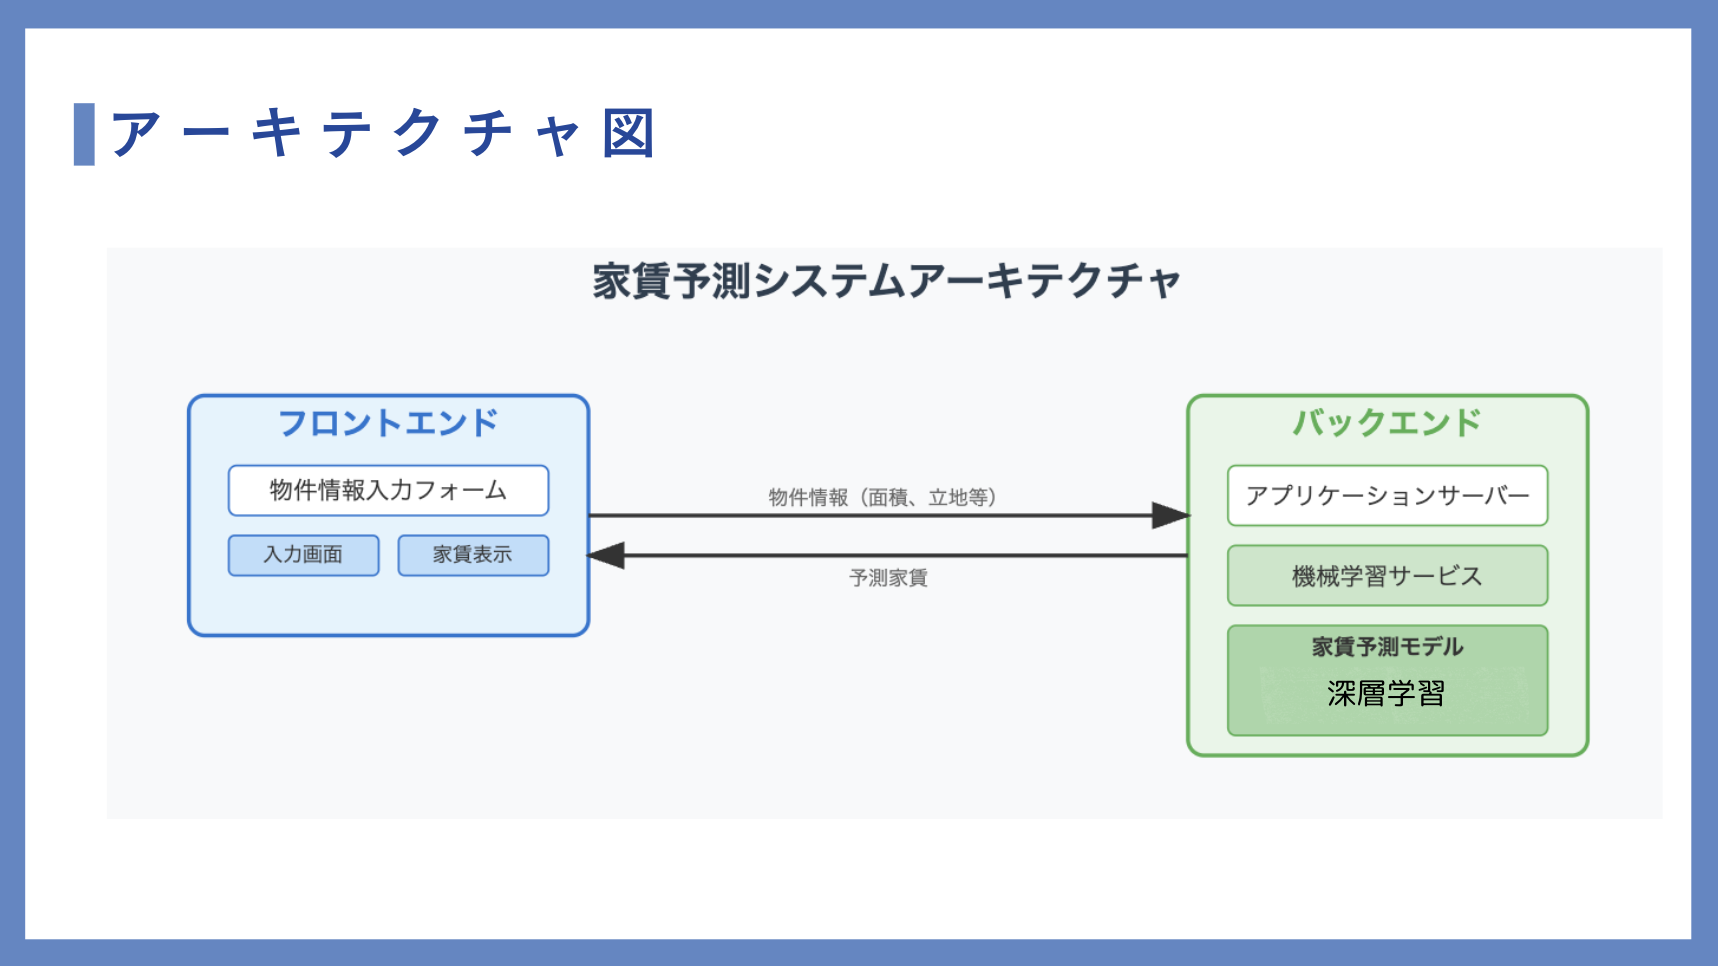 アーキテクチャ図
家賃予測システムアーキテクチャ
フロントエンド
物件情報入力フォーム
入力画面
家賃表示
物件情報（面積、立地等）
予測家賃
バックエンド
アプリケーションサーバー
機械学習サービス
家賃予測モデル
深層学習